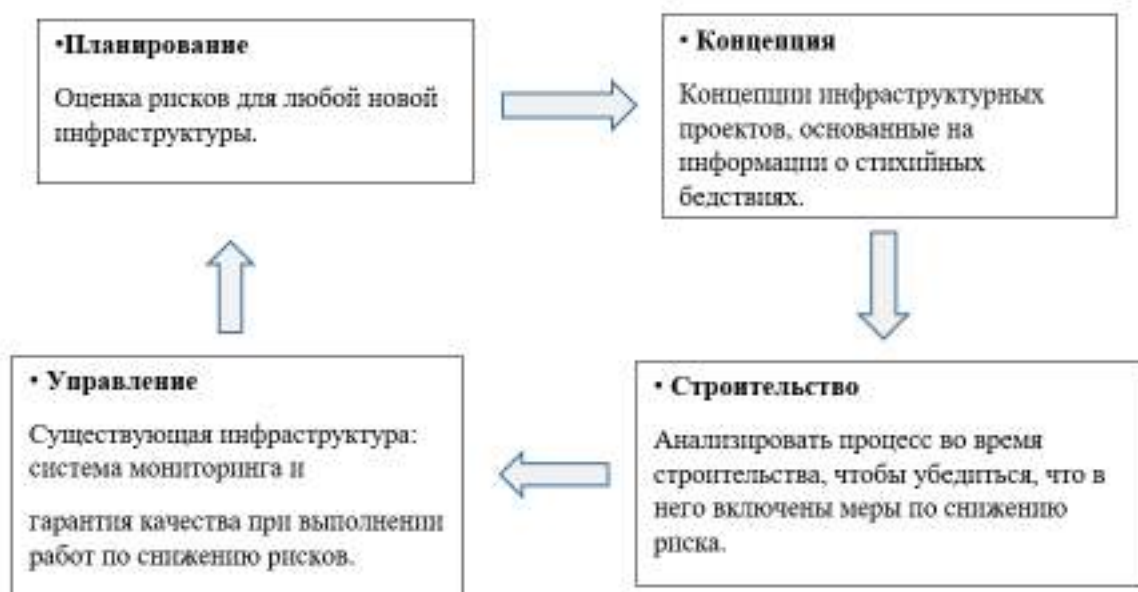 •Планирование
Оценка рисков для любой новой
инфраструктуры.
• Концепция
Концепции инфраструктурных
проектов, основанные на
информации о стихийных
бедствиях.
• Строительство
Анализировать процесс во время
строительства, чтобы убедиться, что в
него включены меры по снижению
риска.
• Управление
Существующая инфраструктура:
система мониторинга и
гарантия качества при выполнении
работ по снижению рисков.